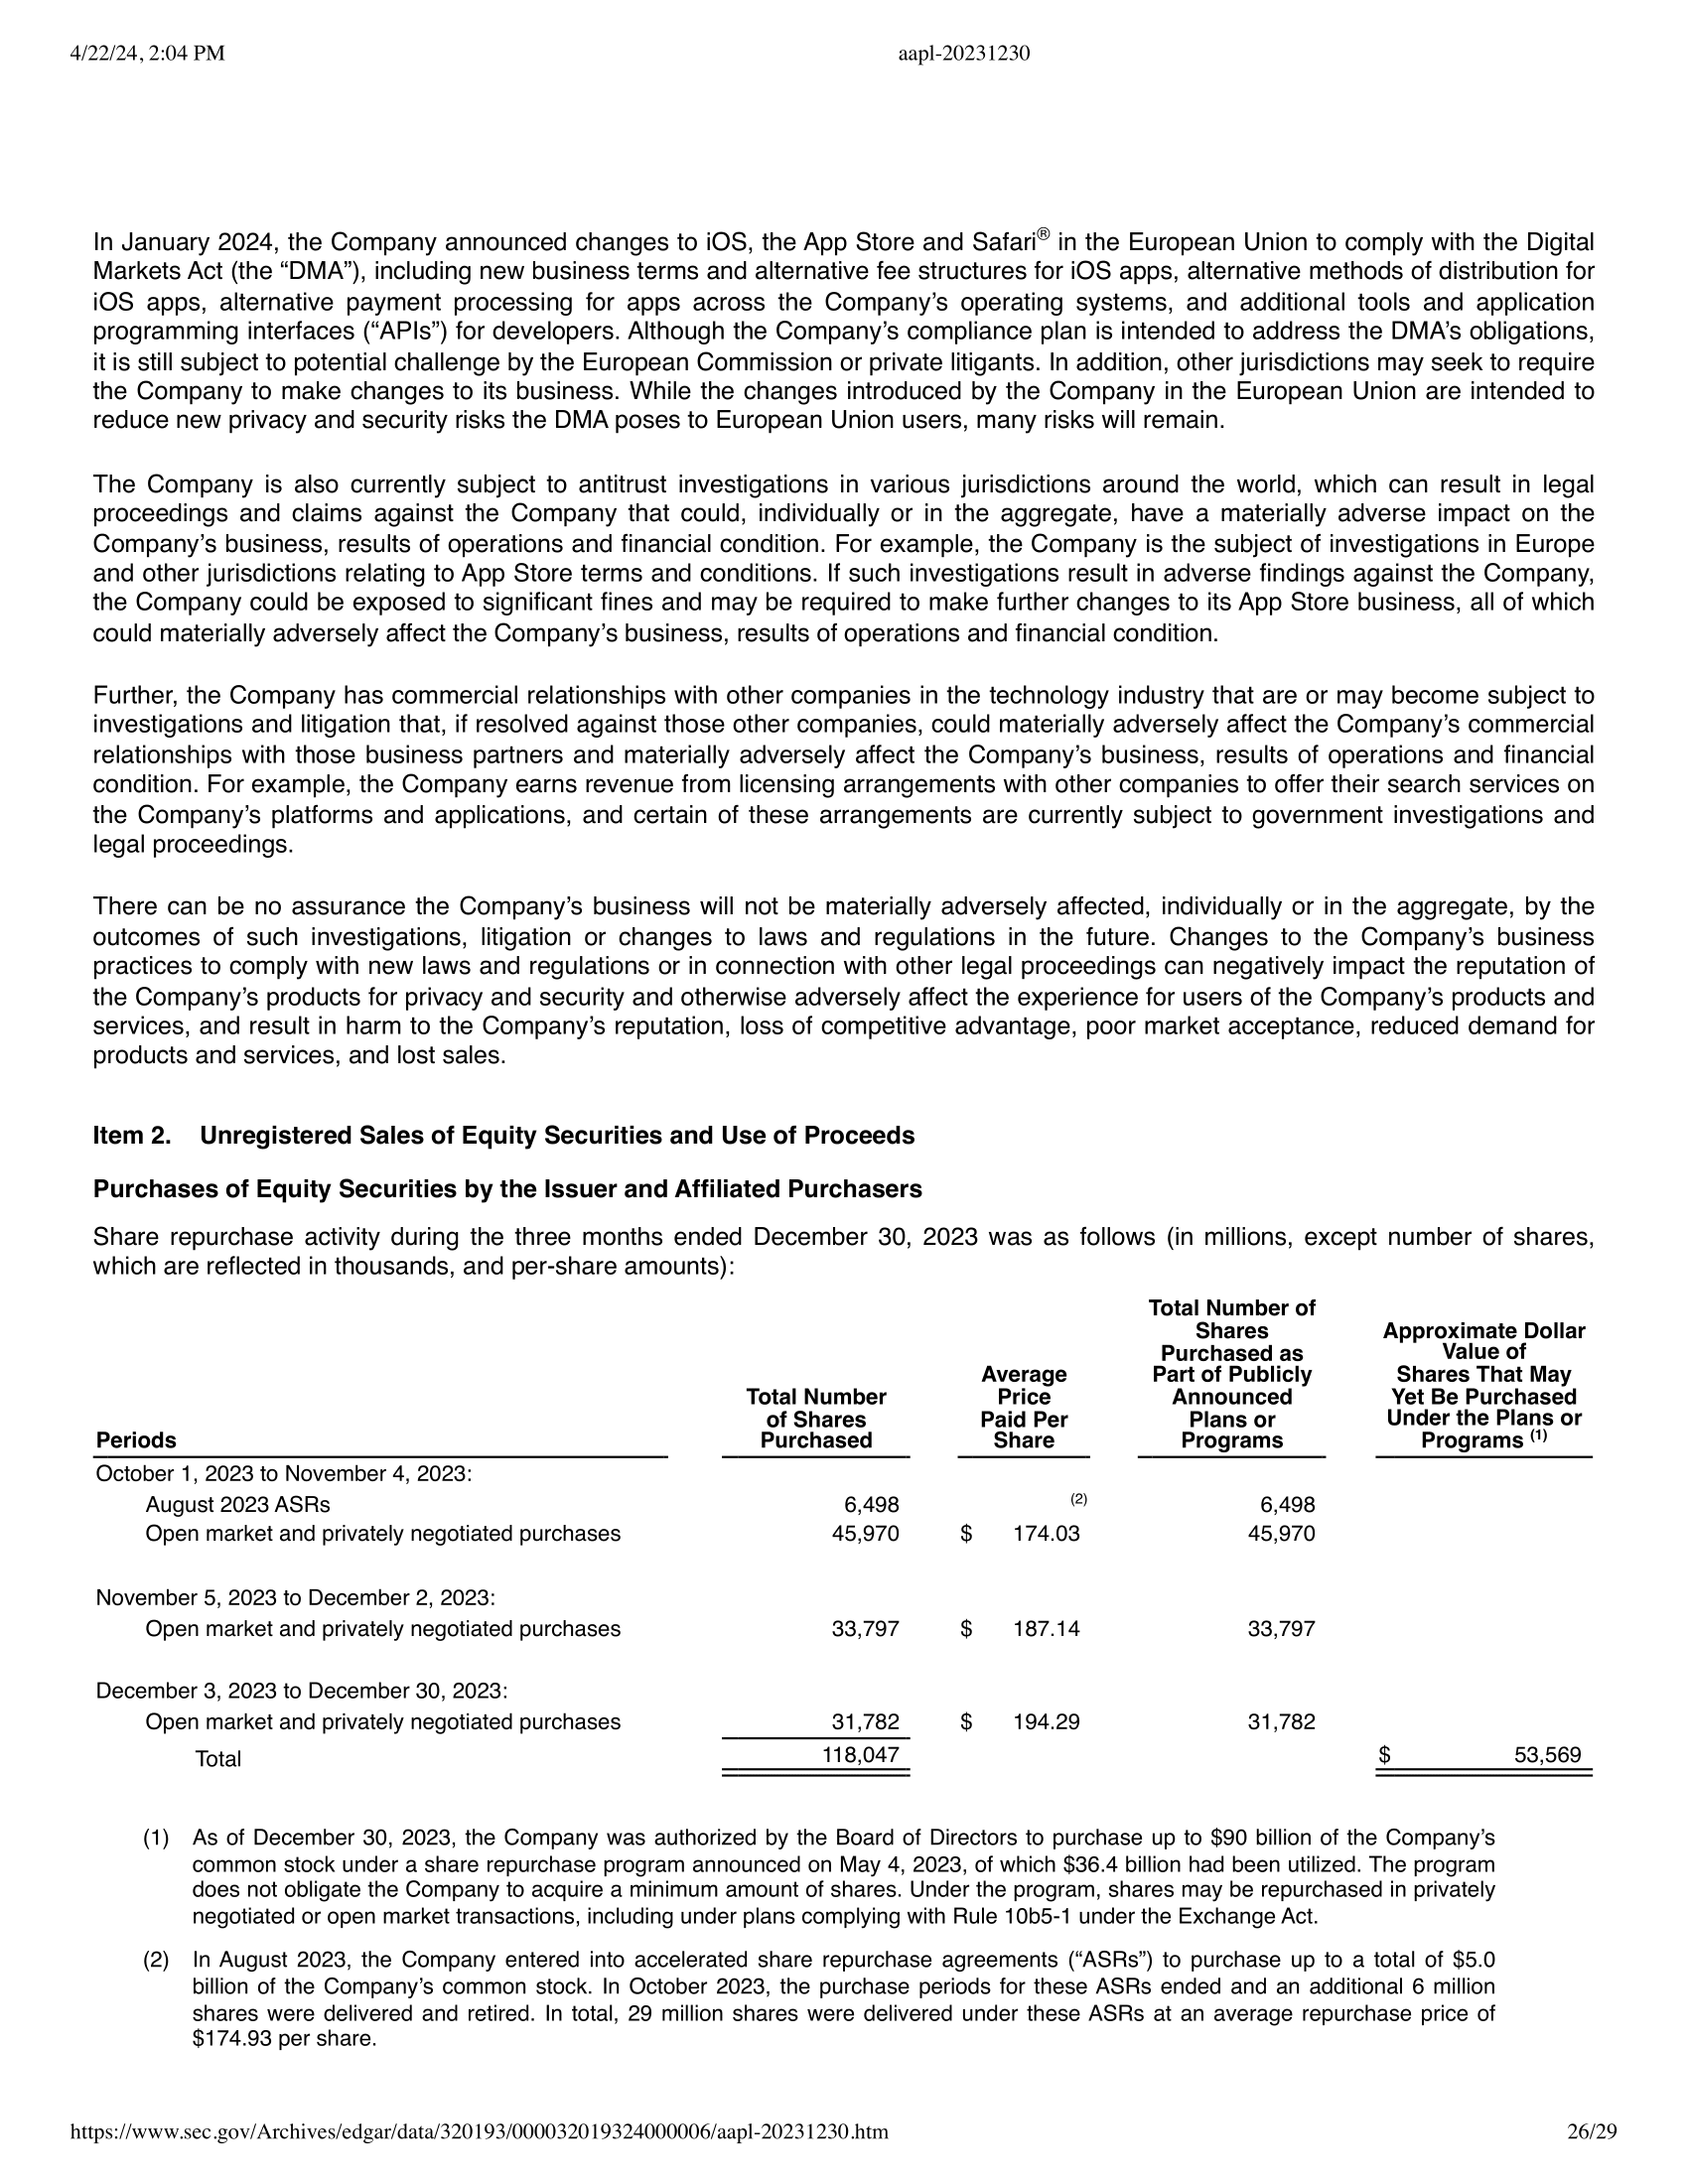 4/22/24, 2:04 PM
aapl-20231230
In January 2024, the Company announced changes to iOS, the App Store and Safari® in the European Union to comply with the Digital
Markets Act (the “DMA”), including new business terms and alternative fee structures for iOS apps, alternative methods of distribution for
iOS apps, alternative payment processing for apps across the Company’s operating systems, and additional tools and application
programming interfaces (“APIs”) for developers. Although the Company’s compliance plan is intended to address the DMA’s obligations,
it is still subject to potential challenge by the European Commission or private litigants. In addition, other jurisdictions may seek to require
the Company to make changes to its business. While the changes introduced by the Company in the European Union are intended to
reduce new privacy and security risks the DMA poses to European Union users, many risks will remain.
The Company is also currently subject to antitrust investigations in various jurisdictions around the world, which can result in legal
proceedings and claims against the Company that could, individually or in the aggregate, have a materially adverse impact on the
Company’s business, results of operations and financial condition. For example, the Company is the subject of investigations in Europe
and other jurisdictions relating to App Store terms and conditions. If such investigations result in adverse findings against the Company,
the Company could be exposed to significant fines and may be required to make further changes to its App Store business, all of which
could materially adversely affect the Company’s business, results of operations and financial condition.
Further, the Company has commercial relationships with other companies in the technology industry that are or may become subject to
investigations and litigation that, if resolved against those other companies, could materially adversely affect the Company’s commercial
relationships with those business partners and materially adversely affect the Company’s business, results of operations and financial
condition. For example, the Company earns revenue from licensing arrangements with other companies to offer their search services on
the Company’s platforms and applications, and certain of these arrangements are currently subject to government investigations and
legal proceedings.
There can be no assurance the Company’s business will not be materially adversely affected, individually or in the aggregate, by the
outcomes of such investigations, litigation or changes to laws and regulations in the future. Changes to the Company’s business
practices to comply with new laws and regulations or in connection with other legal proceedings can negatively impact the reputation of
the Company’s products for privacy and security and otherwise adversely affect the experience for users of the Company’s products and
services, and result in harm to the Company’s reputation, loss of competitive advantage, poor market acceptance, reduced demand for
products and services, and lost sales.
Item 2. Unregistered Sales of Equity Securities and Use of Proceeds
Purchases of Equity Securities by the Issuer and Affiliated Purchasers
Share repurchase activity during the three months ended December 30, 2023 was as follows (in millions, except number of shares,
which are reflected in thousands, and per-share amounts):
Periods
Total Number
of Shares
Purchased
Average
Price
Paid Per
Share
Total Number of
Shares
Purchased as
Part of Publicly
Announced
Plans or
Programs
Approximate Dollar
Value of
Shares That May
Yet Be Purchased
Under the Plans or
Programs (1)
October 1, 2023 to November 4, 2023:
August 2023 ASRs 6,498 (2) 6,498
Open market and privately negotiated purchases 45,970 $ 174.03 45,970
November 5, 2023 to December 2, 2023:
Open market and privately negotiated purchases 33,797 $ 187.14 33,797
December 3, 2023 to December 30, 2023:
Open market and privately negotiated purchases 31,782 $ 194.29 31,782
Total 118,047 $ 53,569
(1) As of December 30, 2023, the Company was authorized by the Board of Directors to purchase up to $90 billion of the Company’s
common stock under a share repurchase program announced on May 4, 2023, of which $36.4 billion had been utilized. The program
does not obligate the Company to acquire a minimum amount of shares. Under the program, shares may be repurchased in privately
negotiated or open market transactions, including under plans complying with Rule 10b5-1 under the Exchange Act.
(2) In August 2023, the Company entered into accelerated share repurchase agreements (“ASRs”) to purchase up to a total of $5.0
billion of the Company’s common stock. In October 2023, the purchase periods for these ASRs ended and an additional 6 million
shares were delivered and retired. In total, 29 million shares were delivered under these ASRs at an average repurchase price of
$174.93 per share.
https://www.sec.gov/Archives/edgar/data/320193/000032019324000006/aapl-20231230.htm
26/29